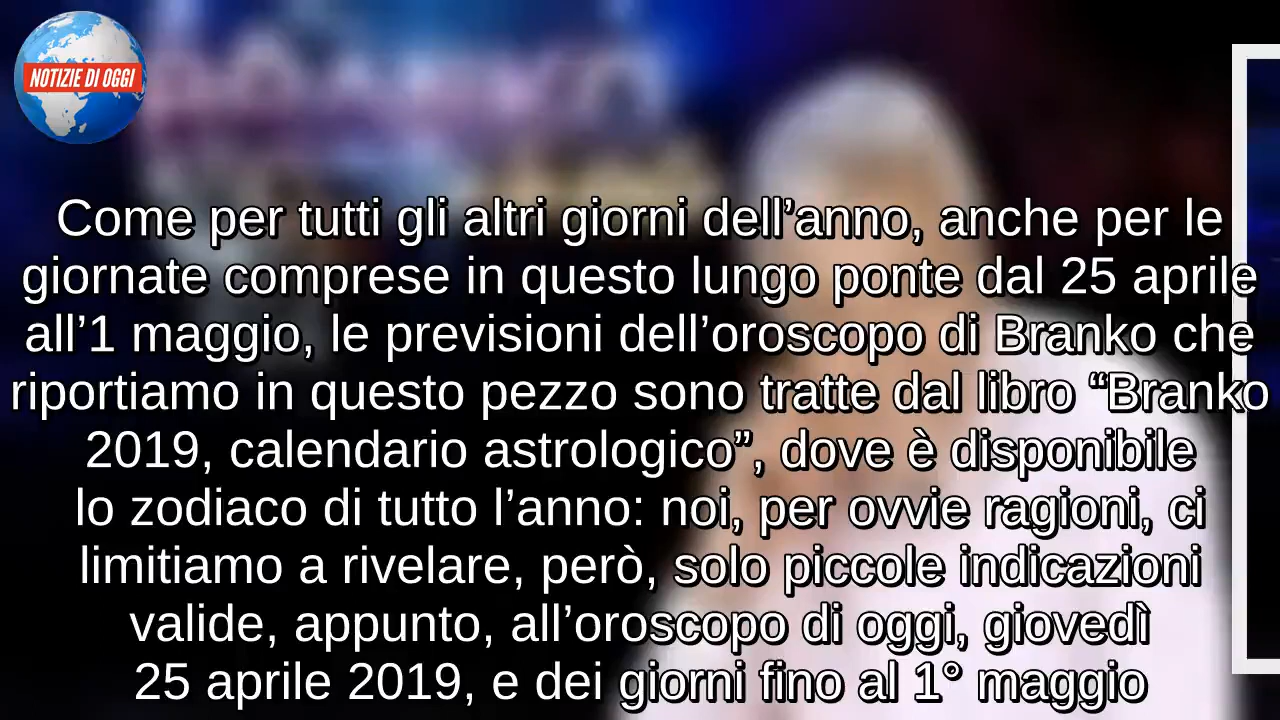 NOTIZIE DI OGGI
Come per tutti gli altri giorni dell’anno, anche per le
giornate comprese in questo lungo ponte dal 25 aprile
all’1 maggio, le previsioni dell’oroscopo di Branko che
riportiamo in questo pezzo sono tratte dal libro “Branko
2019, calendario astrologico”, dove è disponibile
lo zodiaco di tutto l’anno: noi, per ovvie ragioni, ci
limitiamo a rivelare, però, solo piccole indicazioni
valide, appunto, all’oroscopo di oggi, giovedì
25 aprile 2019, e dei giorni fino al 1° maggio